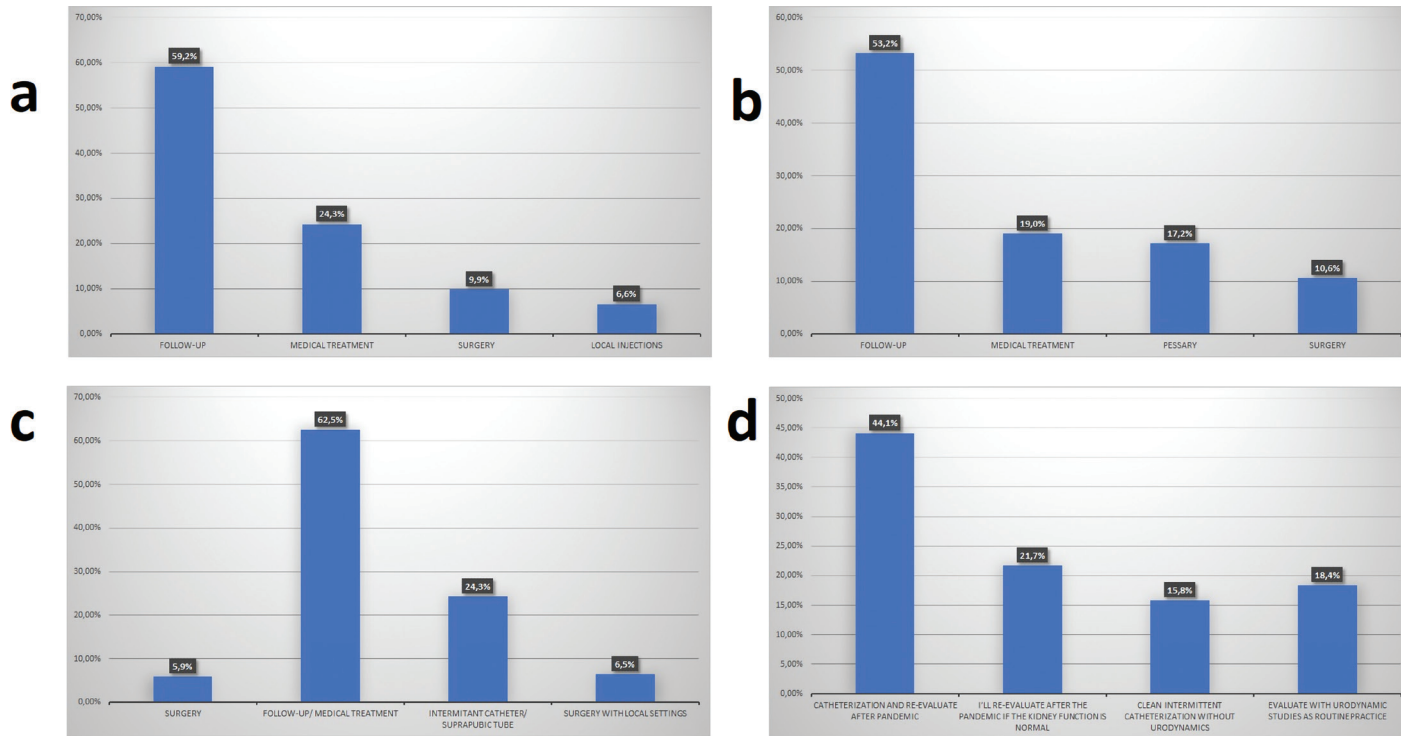 a
70,00%
60,00%
50,00%
40,00%
30,00%
20,00%
10,00%
0,00%
59,2%
24,3%
9,9%
6,6%
FOLLOW-UP
MEDICAL TREATMENT
SURGERY
LOCAL INJECTIONS
b
60,00%
50,00%
40,00%
30,00%
20,00%
10,00%
0,00%
53,2%
19,0%
17,2%
10,6%
FOLLOW-UP
MEDICAL TREATMENT
PESSARY
SURGERY
c
70,00%
60,00%
50,00%
40,00%
30,00%
20,00%
10,00%
0,00%
5,9%
62,5%
24,3%
6,5%
SURGERY
FOLLOW-UP/ MEDICAL TREATMENT
INTERMITANT CATHETER/
SUPRAPUBIC TUBE
SURGERY WITH LOCAL SETTINGS
d
50,00%
45,00%
40,00%
35,00%
30,00%
25,00%
20,00%
15,00%
10,00%
5,00%
0,00%
44,1%
21,7%
15,8%
18,4%
CATHETERIZATION AND RE-EVALUATE
AFTER PANDEMIC
I'LL RE-EVALUATE AFTER THE
PANDEMIC IF THE KIDNEY FUNCTION IS
NORMAL
CLEAN INTERMITTENT
CATHETERIZATION WITHOUT
URODYNAMICS
EVALUATE WITH URODYNAMIC
STUDIES AS ROUTINE PRACTICE